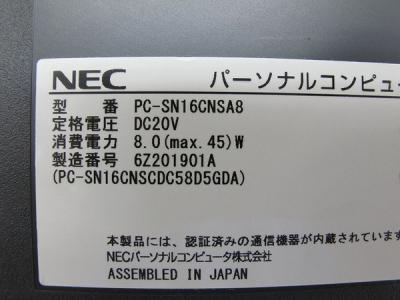 NEC パーソナルコンピュー
型 番 PC-SN16CNSA8
定格電圧 DC20V
消費電力 8.0(max.45)W
製造番号 6Z201901A
(PC-SN16CNSCDC58D5GDA)
本製品には、認証済みの通信機器が内蔵されています
NECパーソナルコンピュータ株式会社
ASSEMBLED IN JAPAN